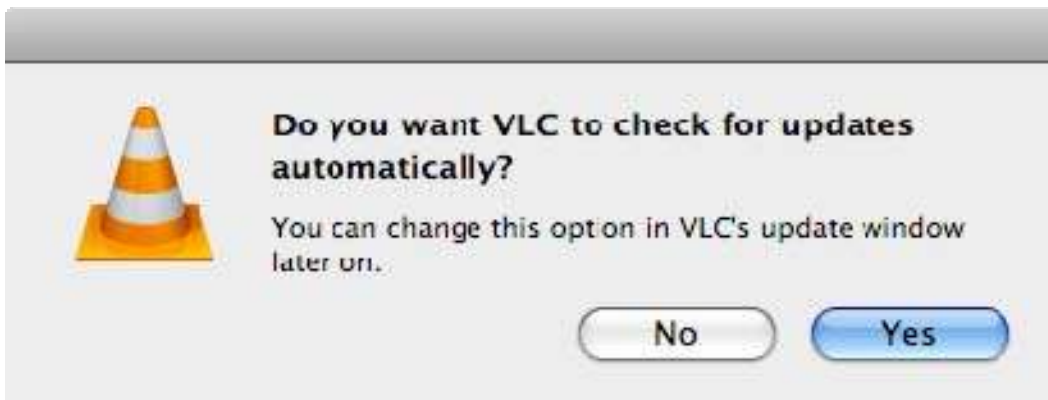 Do you want VLC to check for updates
automatically?
You can change this option in VLC's update window
later on.
No
Yes